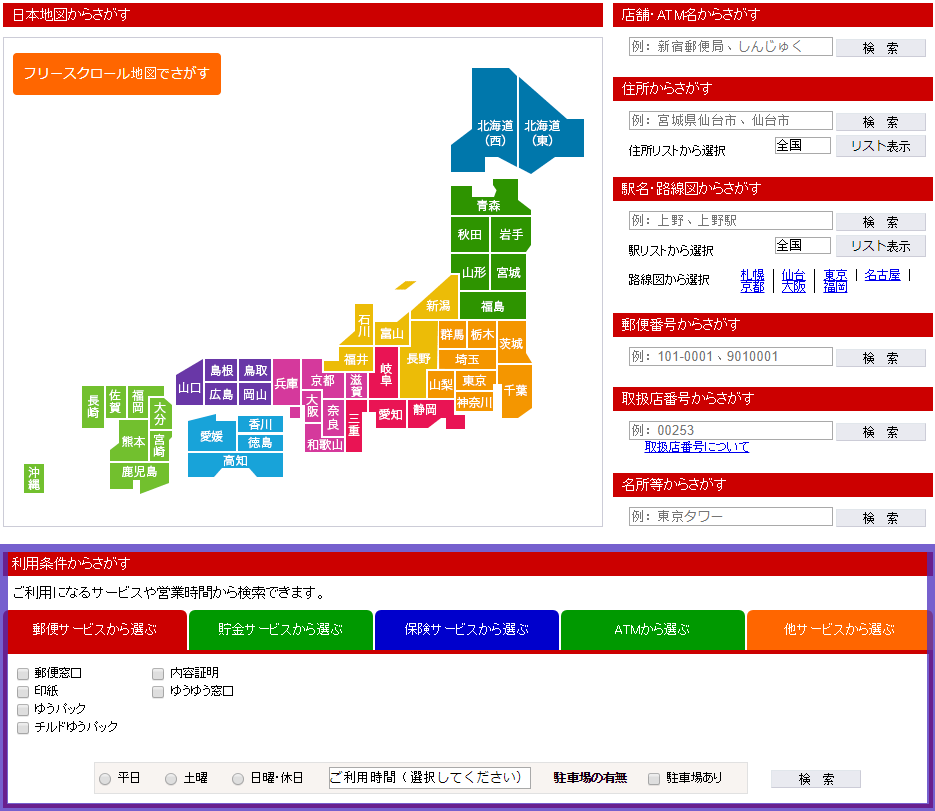 日本地図からさがす
フリースクロール地図でさがす
北海道
（西）
北海道
（東）
青森
秋田
岩手
山形
宮城
新潟
福島
石川
富山
群馬
栃木
茨城
福井
長野
埼玉
岐阜
山梨
東京
千葉
神奈川
島根
鳥取
兵庫
京都
滋賀
山口
広島
岡山
大阪
奈良
三重
愛知
静岡
和歌山
長崎
佐賀
福岡
大分
熊本
宮崎
鹿児島
沖縄
愛媛
香川
徳島
高知
店舗・ATM名からさがす
例：新宿郵便局、しんじゅく
検　索
住所からさがす
例：宮城県仙台市、仙台市
検　索
住所リストから選択
全国
リスト表示
駅名・路線図からさがす
例：上野、上野駅
検　索
駅リストから選択
全国
リスト表示
路線図から選択
札幌 | 仙台 | 東京 | 名古屋 |
京都 | 大阪 | 福岡
郵便番号からさがす
例：101-0001、9010001
検　索
取扱店番号からさがす
例：00253
検　索
取扱店番号について
名所等からさがす
例：東京タワー
検　索
利用条件からさがす
ご利用になるサービスや営業時間から検索できます。
郵便サービスから選ぶ
貯金サービスから選ぶ
保険サービスから選ぶ
ATMから選ぶ
他サービスから選ぶ
郵便窓口
内容証明
印紙
ゆうゆう窓口
ゆうパック
チルドゆうパック
平日
土曜
日曜・休日
ご利用時間（選択してください）
駐車場の有無
駐車場あり
検　索